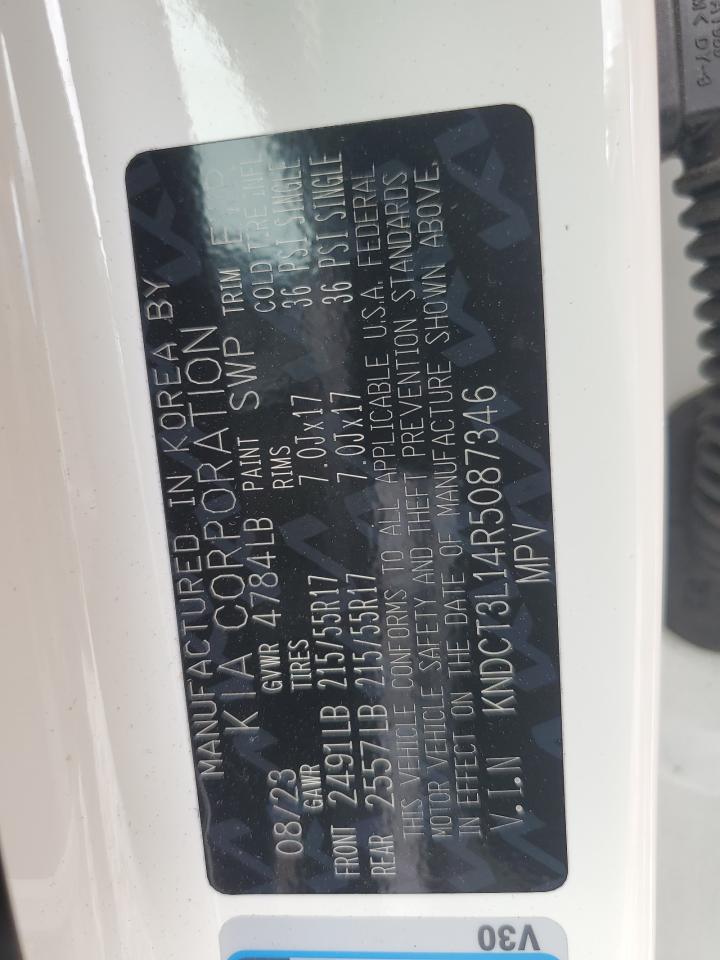 MANUFACTURED IN KOREA BY
KIA CORPORATION
08/23 GVWR 4784LB PAINT SWP TRIM
GAWR TIRES RIMS COLD TIRE INFL
FRONT 2491LB 215/55R17 7.0Jx17 36 PSI SINGLE
REAR 2557LB 215/55R17 7.0Jx17 36 PSI SINGLE
THIS VEHICLE CONFORMS TO ALL APPLICABLE U.S.A. FEDERAL
MOTOR VEHICLE SAFETY AND THEFT PREVENTION STANDARDS
IN EFFECT ON THE DATE OF MANUFACTURE SHOWN ABOVE.
V.I.N KNDCT3L14R5087346
MPV
V30